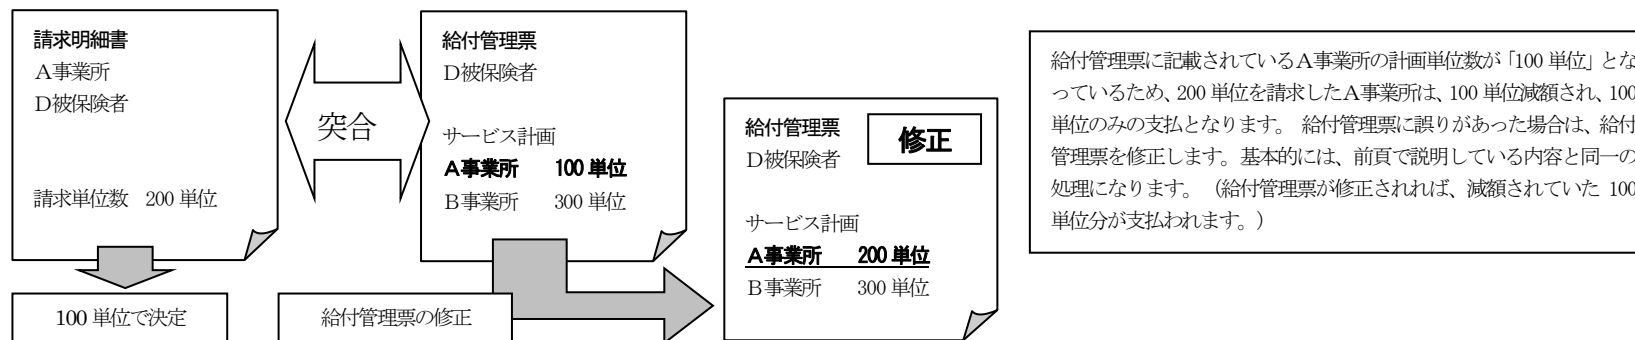 請求明細書
A事業所
D被保険者
請求単位数 200 単位
100 単位で決定
突合
給付管理票
D被保険者
サービス計画
A事業所 100 単位
B事業所 300 単位
給付管理票の修正
給付管理票
修正
D被保険者
サービス計画
A事業所 200 単位
B事業所 300 単位
給付管理票に記載されているA事業所の計画単位数が「100 単位」とな
っているため、200 単位を請求したA事業所は、100 単位減額され、100
単位のみの支払となります。 給付管理票に誤りがあった場合は、給付
管理票を修正します。基本的には、前頁で説明している内容と同一の
処理になります。 （給付管理票が修正されれば、減額されていた 100
単位分が支払われます。）